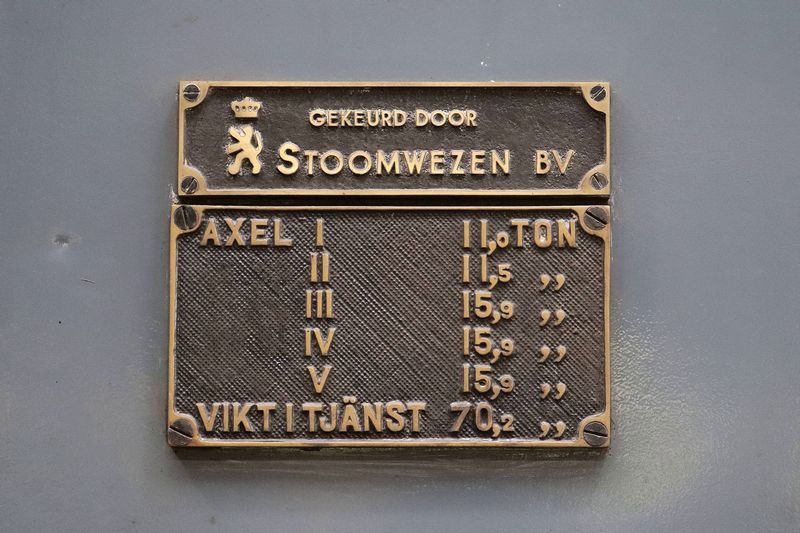 GEKEURD DOOR
STOOMWEZEN BV
AXEL I 11,0 TON
II 11,5 ,,
III 15,9 ,,
IV 15,9 ,,
V 15,9 ,,
VIKT I TJÄNST 70,2 ,,